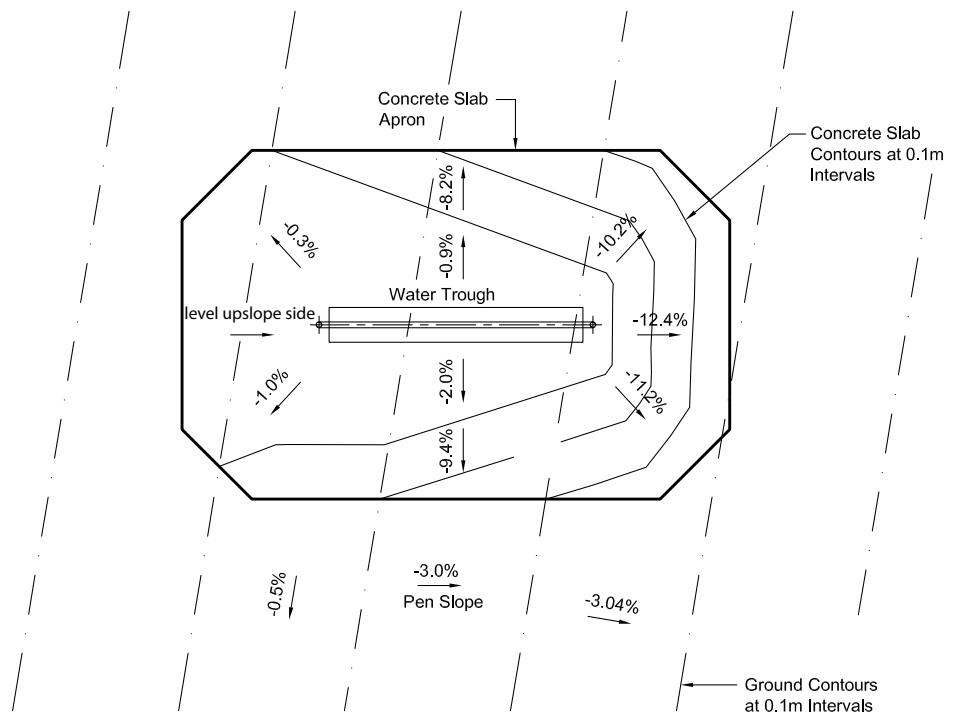 Concrete Slab
Apron
Concrete Slab
Contours at 0.1m
Intervals
-8.2%
-0.3%
-0.9%
-10.2%
Water Trough
level upslope side
-12.4%
-1.0%
-2.0%
-11.2%
-9.4%
-0.5%
-3.0%
Pen Slope
-3.04%
Ground Contours
at 0.1m Intervals